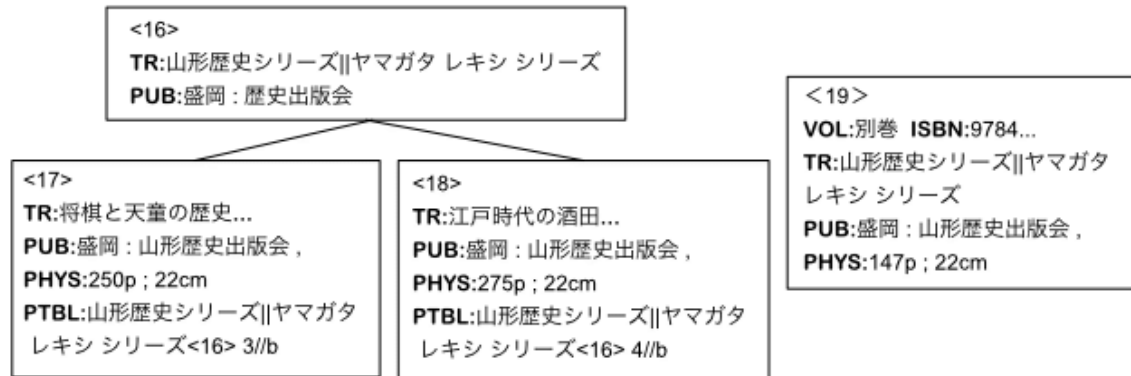 <16>
TR:山形歴史シリーズ||ヤマガタ レキシ シリーズ
PUB:盛岡 : 歴史出版会
<17>
TR:将棋と天童の歴史...
PUB:盛岡 : 山形歴史出版会 ,
PHYS:250p ; 22cm
PTBL:山形歴史シリーズ||ヤマガタ
レキシ シリーズ<16> 3//b
<18>
TR:江戸時代の酒田...
PUB:盛岡 : 山形歴史出版会 ,
PHYS:275p ; 22cm
PTBL:山形歴史シリーズ||ヤマガタ
レキシ シリーズ<16> 4//b
＜19＞
VOL:別巻 ISBN:9784...
TR:山形歴史シリーズ||ヤマガタ
レキシ シリーズ
PUB:盛岡 : 山形歴史出版会 ,
PHYS:147p ; 22cm